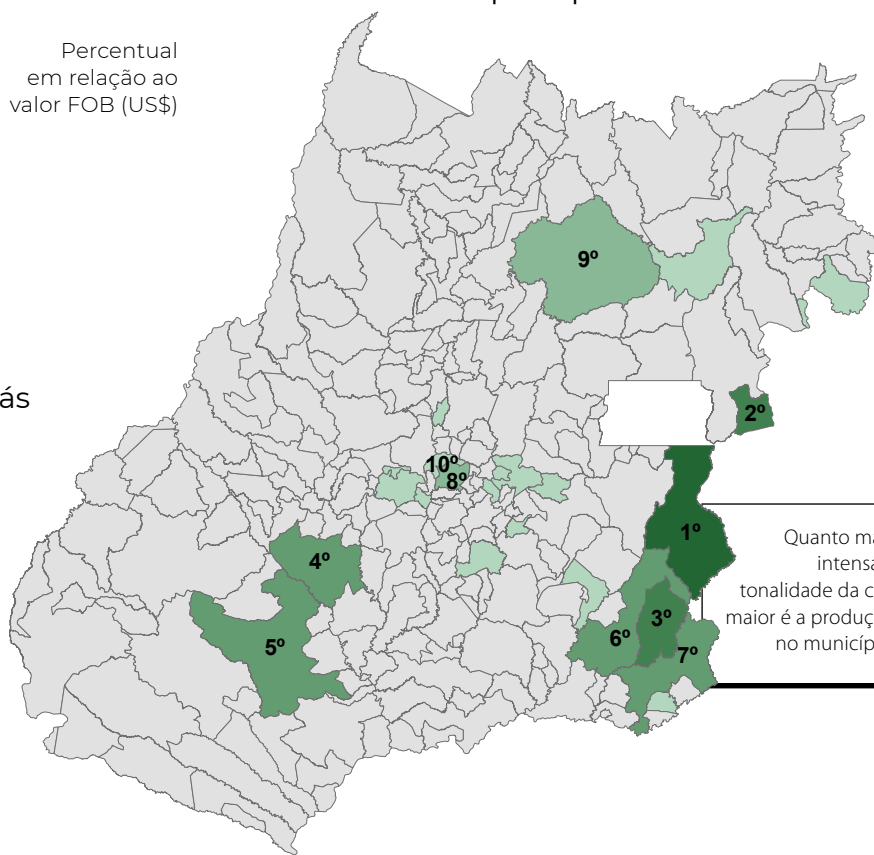 Percentual
em relação ao
valor FOB (US$)
9º
ás
2º
10º
8º
1º
4º
Quanto ma
intensa
tonalidade da c
maior é a produç
no municíp
3º
6º
5º
7º